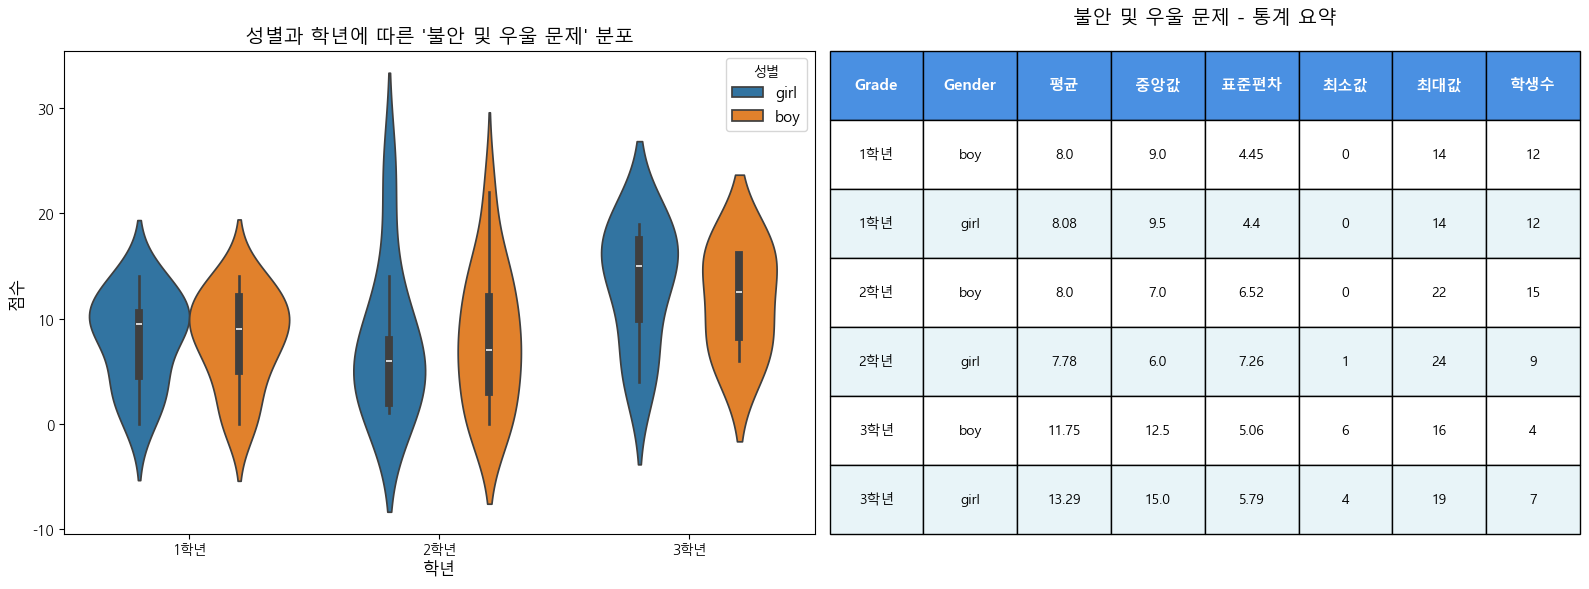 성별과 학년에 따른 '불안 및 우울 문제' 분포
성별
girl
boy
점수
30
20
10
0
-10
1학년 2학년 3학년
학년
불안 및 우울 문제 - 통계 요약
Grade Gender 평균 중앙값 표준편차 최소값 최대값 학생수
1학년 boy 8.0 9.0 4.45 0 14 12
1학년 girl 8.08 9.5 4.4 0 14 12
2학년 boy 8.0 7.0 6.52 0 22 15
2학년 girl 7.78 6.0 7.26 1 24 9
3학년 boy 11.75 12.5 5.06 6 16 4
3학년 girl 13.29 15.0 5.79 4 19 7